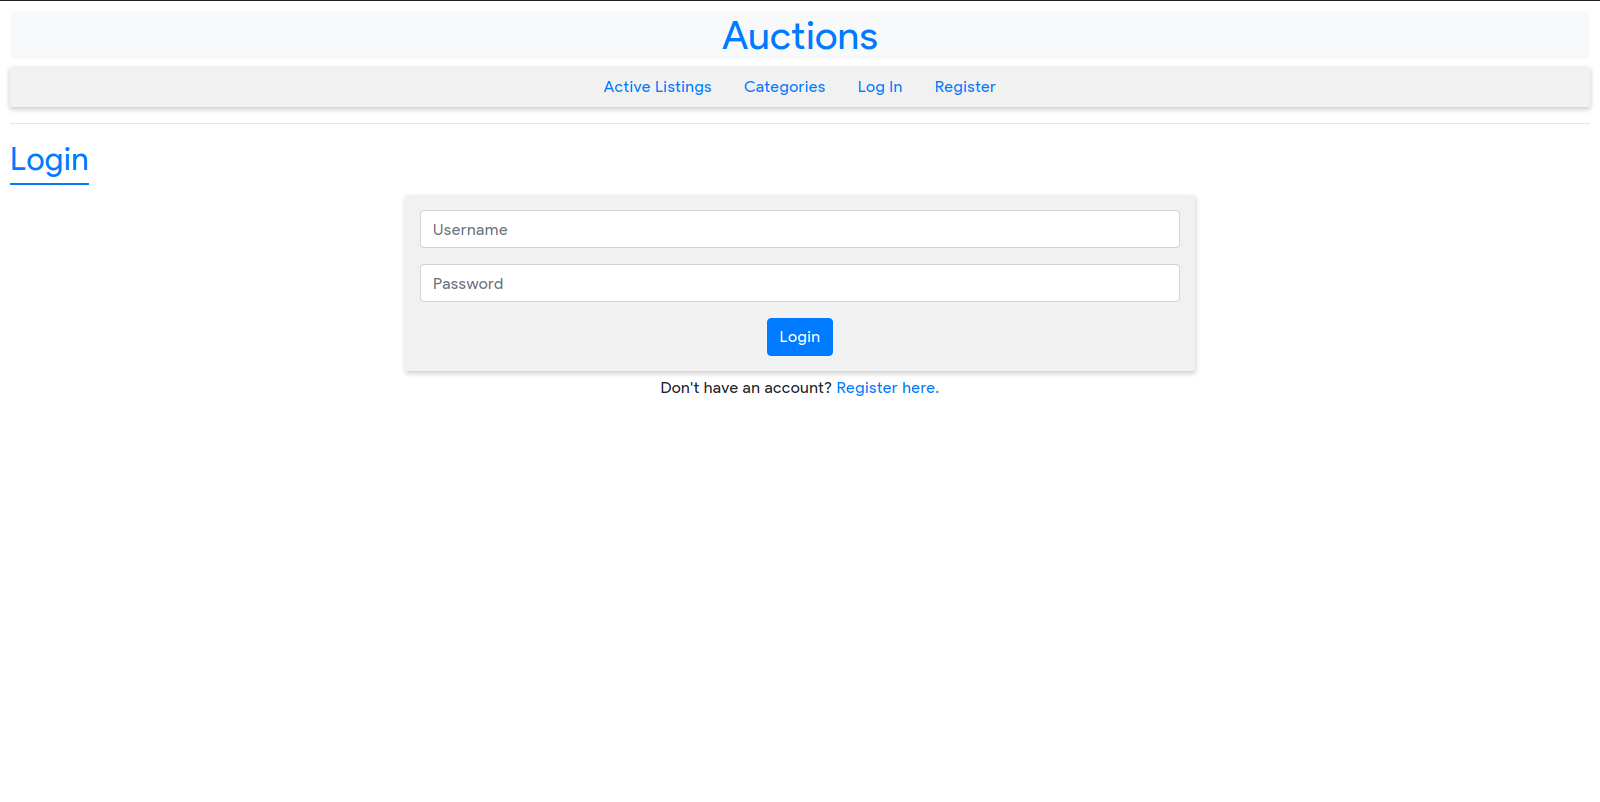 Auctions
Active Listings Categories Log In Register
Login
Username
Password
Login
Don't have an account? Register here.